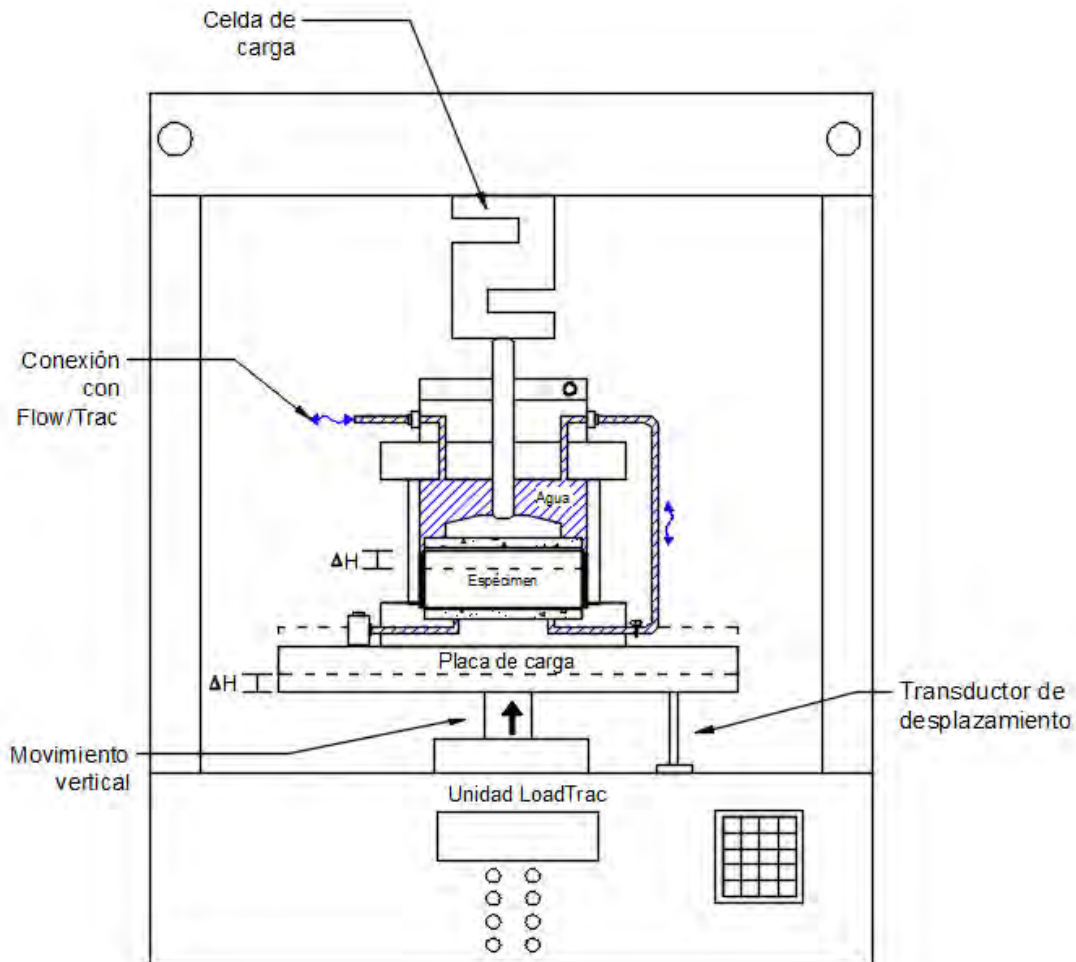 Celda de
carga
Conexión
con
Flow/Trac
Agua
ΔH
Espécimen
Placa de carga
ΔH
Transductor de
desplazamiento
Movimiento
vertical
Unidad LoadTrac